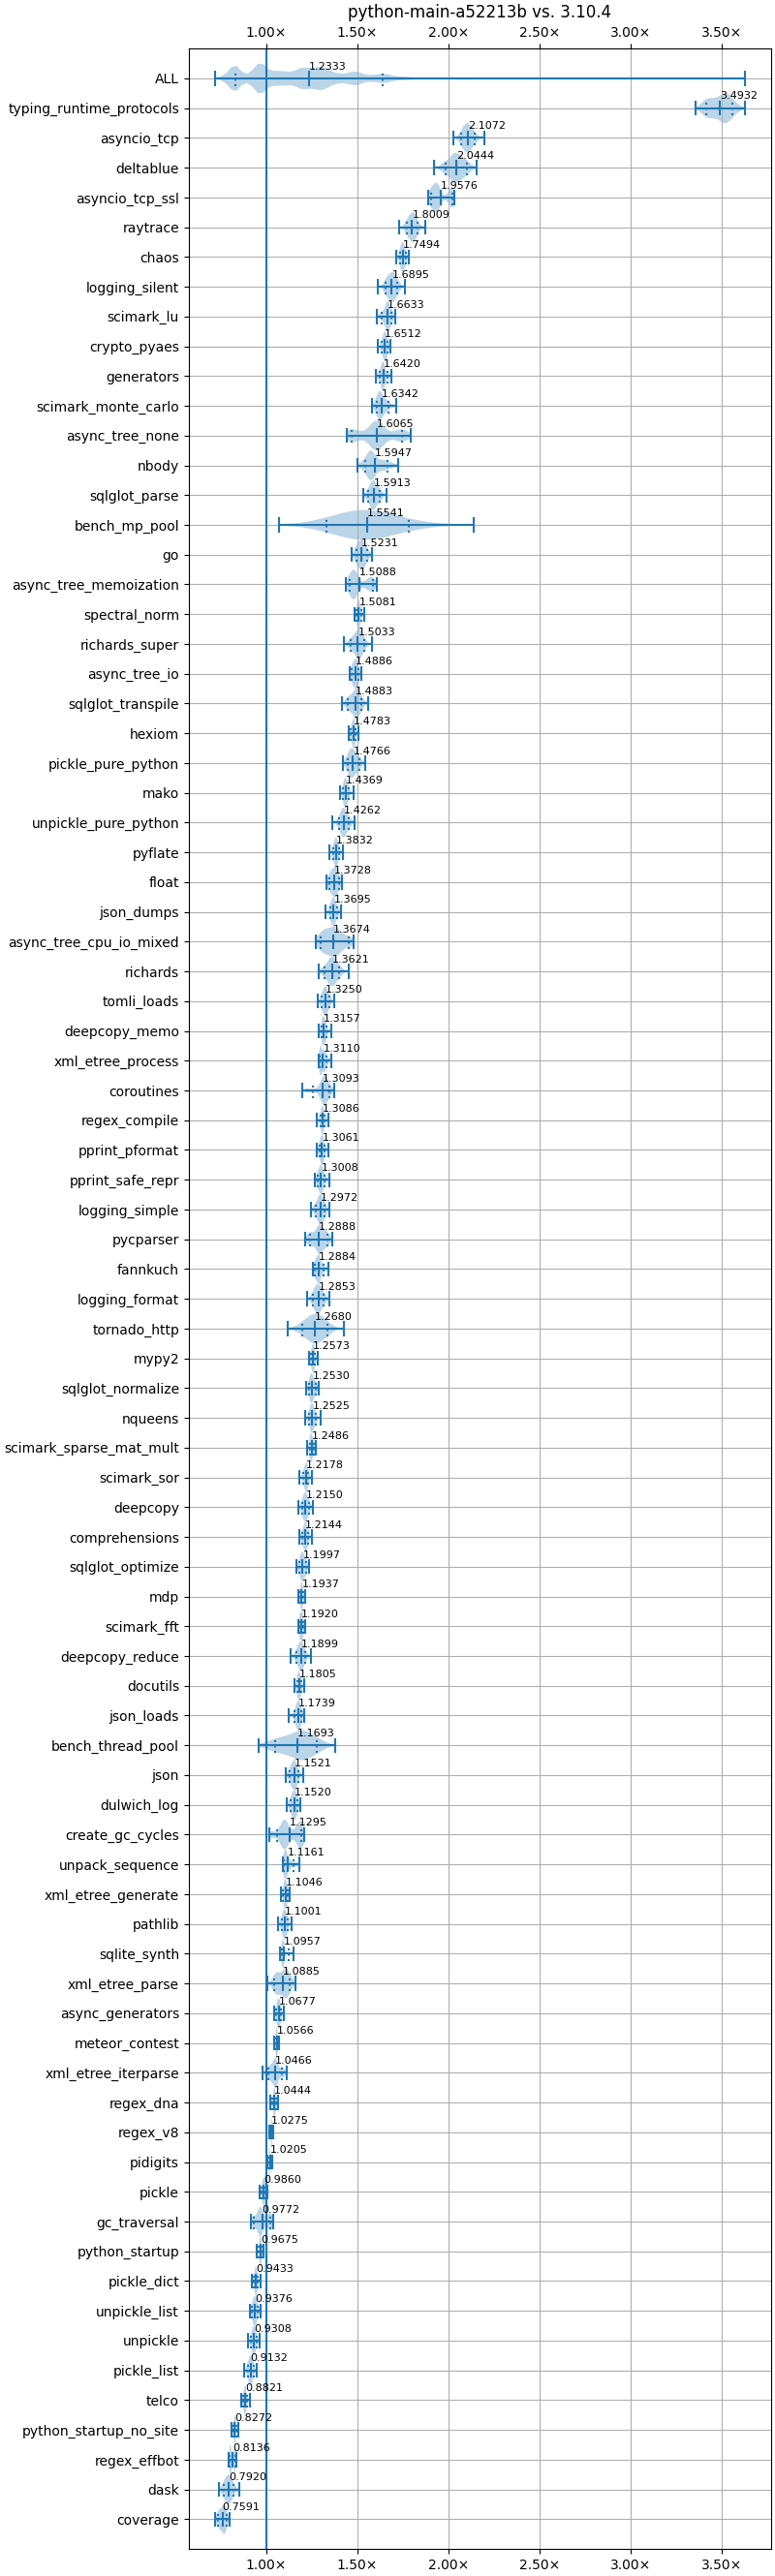 python-main-a52213b vs. 3.10.4
1.00× 1.50× 2.00× 2.50× 3.00× 3.50×
ALL 1.2333
typing_runtime_protocols 3.4932
asyncio_tcp 2.1072
deltablue 2.0444
asyncio_tcp_ssl 1.9576
raytrace 1.8009
chaos 1.7494
logging_silent 1.6895
scimark_lu 1.6633
crypto_pyaes 1.6512
generators 1.6420
scimark_monte_carlo 1.6342
async_tree_none 1.6065
nbody 1.5947
sqlglot_parse 1.5913
bench_mp_pool 1.5541
go 1.5231
async_tree_memoization 1.5088
spectral_norm 1.5081
richards_super 1.5033
async_tree_io 1.4886
sqlglot_transpile 1.4883
hexiom 1.4783
pickle_pure_python 1.4766
mako 1.4369
unpickle_pure_python 1.4262
pyflate 1.3832
float 1.3728
json_dumps 1.3695
async_tree_cpu_io_mixed 1.3674
richards 1.3621
tomli_loads 1.3250
deepcopy_memo 1.3157
xml_etree_process 1.3110
coroutines 1.3093
regex_compile 1.3086
pprint_pformat 1.3061
pprint_safe_repr 1.3008
logging_simple 1.2972
pycparser 1.2888
fannkuch 1.2884
logging_format 1.2853
tornado_http 1.2680
mypy2 1.2573
sqlglot_normalize 1.2530
nqueens 1.2525
scimark_sparse_mat_mult 1.2486
scimark_sor 1.2178
deepcopy 1.2150
comprehensions 1.2144
sqlglot_optimize 1.1997
mdp 1.1937
scimark_fft 1.1920
deepcopy_reduce 1.1899
docutils 1.1805
json_loads 1.1739
bench_thread_pool 1.1693
json 1.1521
dulwich_log 1.1520
create_gc_cycles 1.1295
unpack_sequence 1.1161
xml_etree_generate 1.1046
pathlib 1.1001
sqlite_synth 1.0957
xml_etree_parse 1.0885
async_generators 1.0677
meteor_contest 1.0566
xml_etree_iterparse 1.0466
regex_dna 1.0444
regex_v8 1.0275
pidigits 1.0205
pickle 0.9860
gc_traversal 0.9772
python_startup 0.9675
pickle_dict 0.9433
unpickle_list 0.9376
unpickle 0.9308
pickle_list 0.9132
telco 0.8821
python_startup_no_site 0.8272
regex_effbot 0.8136
dask 0.7920
coverage 0.7591
1.00× 1.50× 2.00× 2.50× 3.00× 3.50×